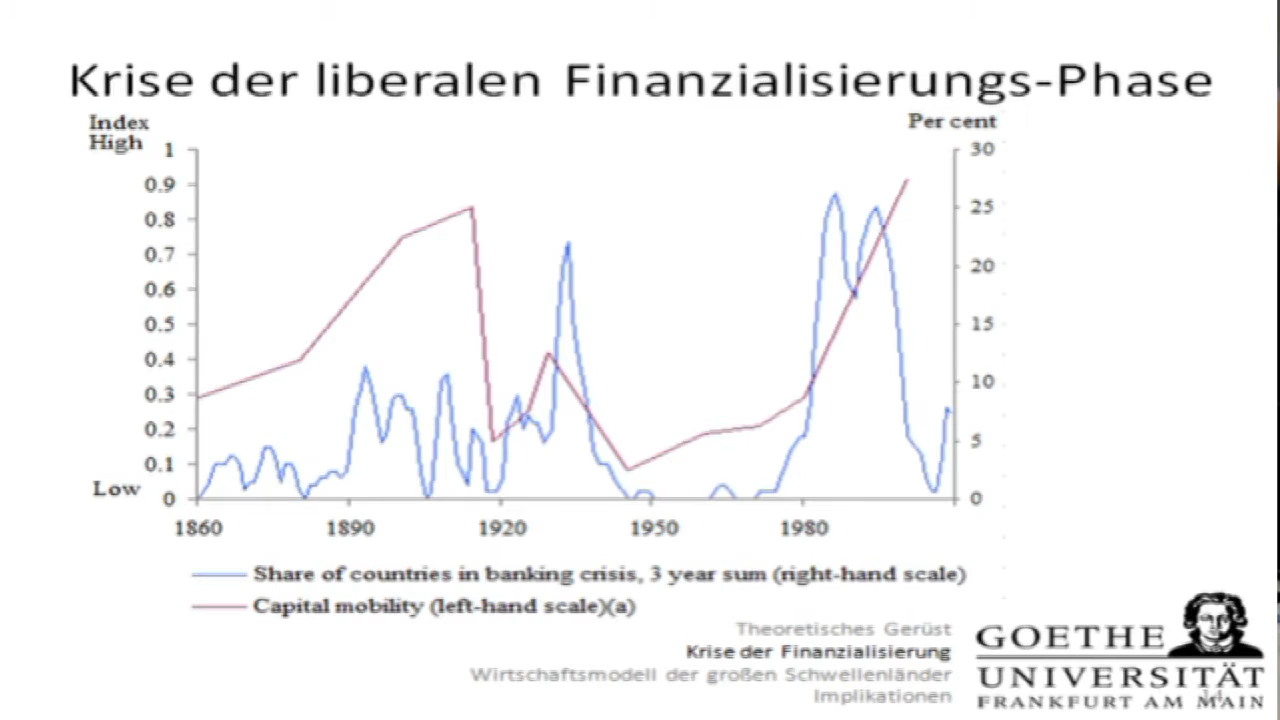 Krise der liberalen Finanzialisierungs-Phase
Index
High
Per cent
1
0.9
0.8
0.7
0.6
0.5
0.4
0.3
0.2
0.1
Low
0
30
25
20
15
10
5
0
1860 1890 1920 1950 1980
Share of countries in banking crisis, 3 year sum (right-hand scale)
Capital mobility (left-hand scale)(a)
Theoretisches Gerüst
Krise der Finanzialisierung
Wirtschaftsmodell der großen Schwellenländer
Implikationen
GOETHE
UNIVERSITÄT
FRANKFURT AM MAIN
14